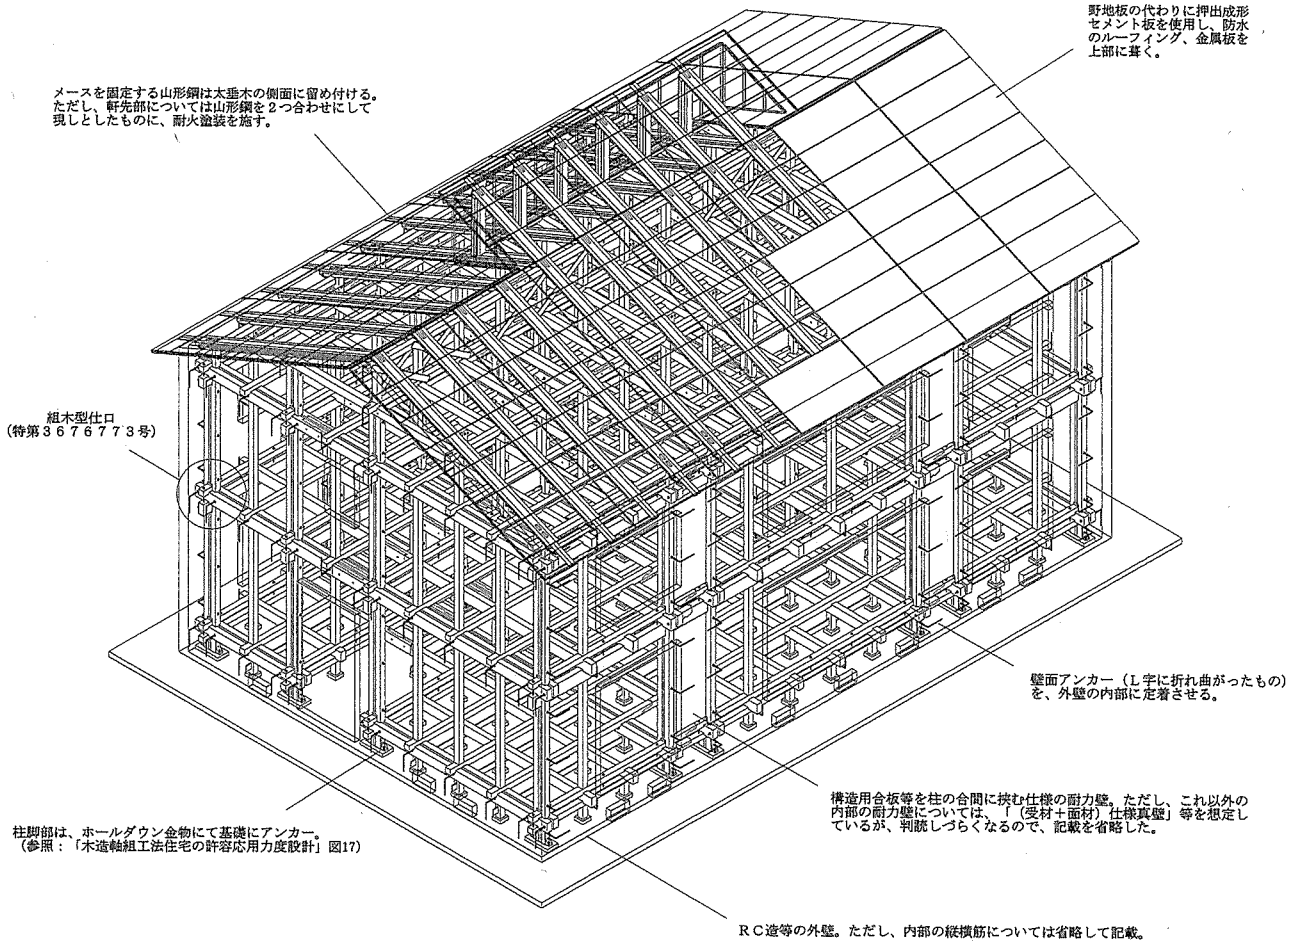 野地板の代わりに押出成形
セメント板を使用し、防水
のルーフィング、金属板を
上部に葺く。
メースを固定する山形鋼は太垂木の側面に留め付ける。
ただし、軒先部については山形鋼を２つ合わせにして
現しとしたものに、耐火塗装を施す。
組木型仕口
（特第３６７６７７３号）
壁面アンカー（Ｌ字に折れ曲がったもの）
を、外壁の内部に定着させる。
構造用合板等を柱の合間に挟む仕様の耐力壁。ただし、これ以外の
内部の耐力壁については、「（受材＋面材）仕様真壁」等を想定し
ているが、判読しづらくなるので、記載を省略した。
柱脚部は、ホールダウン金物にて基礎にアンカー。
（参照：「木造軸組工法住宅の許容応用力度設計」図17）
ＲＣ造等の外壁。ただし、内部の縦横筋については省略して記載。